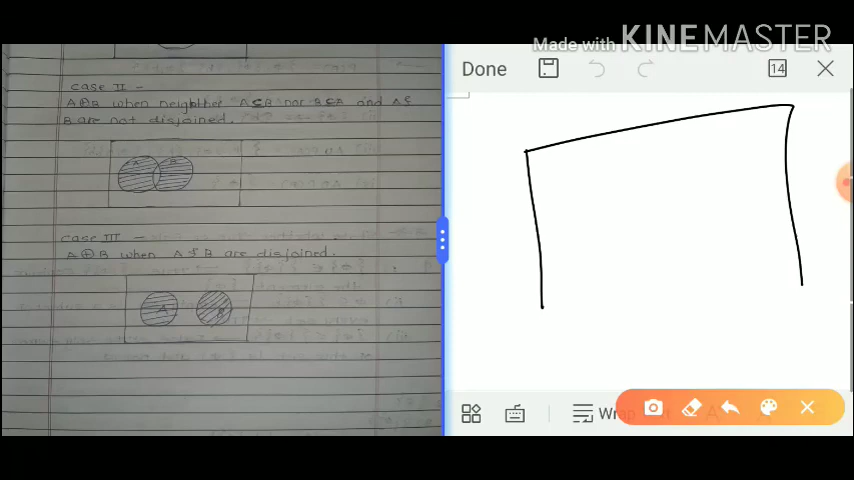 Made with KINEMASTER
Done
14
Case II -
A⊕B when neighther A⊆B nor B⊆A and A &
B are not disjoined.
A B
Case III -
A⊕B when A & B are disjoined.
A B
Wrap